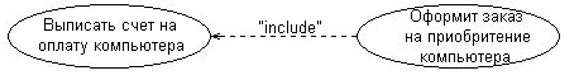 Выписать счет на
оплату компьютера
"include"
Оформит заказ
на приобритение
компьютера